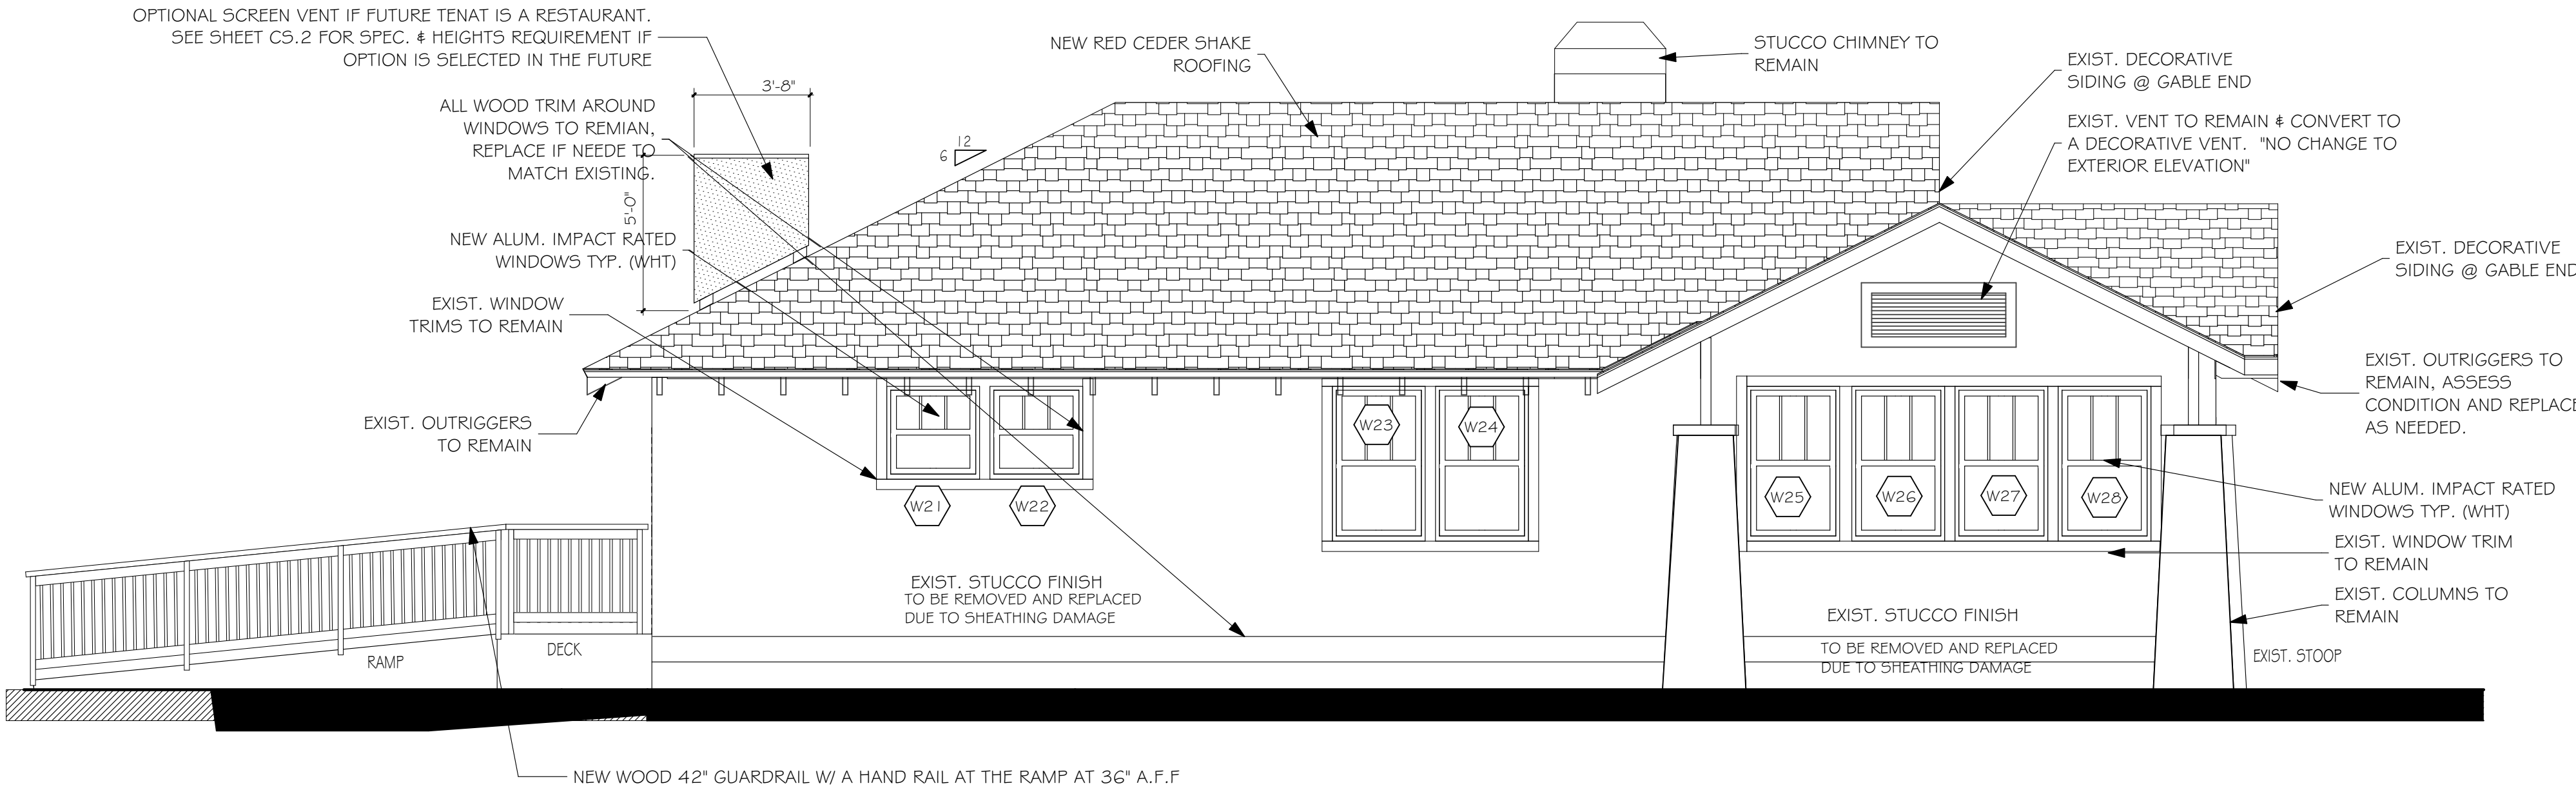 OPTIONAL SCREEN VENT IF FUTURE TENAT IS A RESTAURANT.
SEE SHEET CS.2 FOR SPEC. & HEIGHTS REQUIREMENT IF
OPTION IS SELECTED IN THE FUTURE
3'-8"
ALL WOOD TRIM AROUND
WINDOWS TO REMIAN,
REPLACE IF NEEDE TO
MATCH EXISTING.
5'-0"
NEW ALUM. IMPACT RATED
WINDOWS TYP. (WHT)
EXIST. WINDOW
TRIMS TO REMAIN
EXIST. OUTRIGGERS
TO REMAIN
12
6
NEW RED CEDER SHAKE
ROOFING
STUCCO CHIMNEY TO
REMAIN
EXIST. DECORATIVE
SIDING @ GABLE END
EXIST. VENT TO REMAIN & CONVERT TO
A DECORATIVE VENT. "NO CHANGE TO
EXTERIOR ELEVATION"
EXIST. DECORATIVE
SIDING @ GABLE END
EXIST. OUTRIGGERS TO
REMAIN, ASSESS
CONDITION AND REPLACE
AS NEEDED.
W21
W22
W23
W24
W25
W26
W27
W28
NEW ALUM. IMPACT RATED
WINDOWS TYP. (WHT)
EXIST. WINDOW TRIM
TO REMAIN
EXIST. COLUMNS TO
REMAIN
EXIST. STOOP
EXIST. STUCCO FINISH
TO BE REMOVED AND REPLACED
DUE TO SHEATHING DAMAGE
EXIST. STUCCO FINISH
TO BE REMOVED AND REPLACED
DUE TO SHEATHING DAMAGE
RAMP
DECK
NEW WOOD 42" GUARDRAIL W/ A HAND RAIL AT THE RAMP AT 36" A.F.F